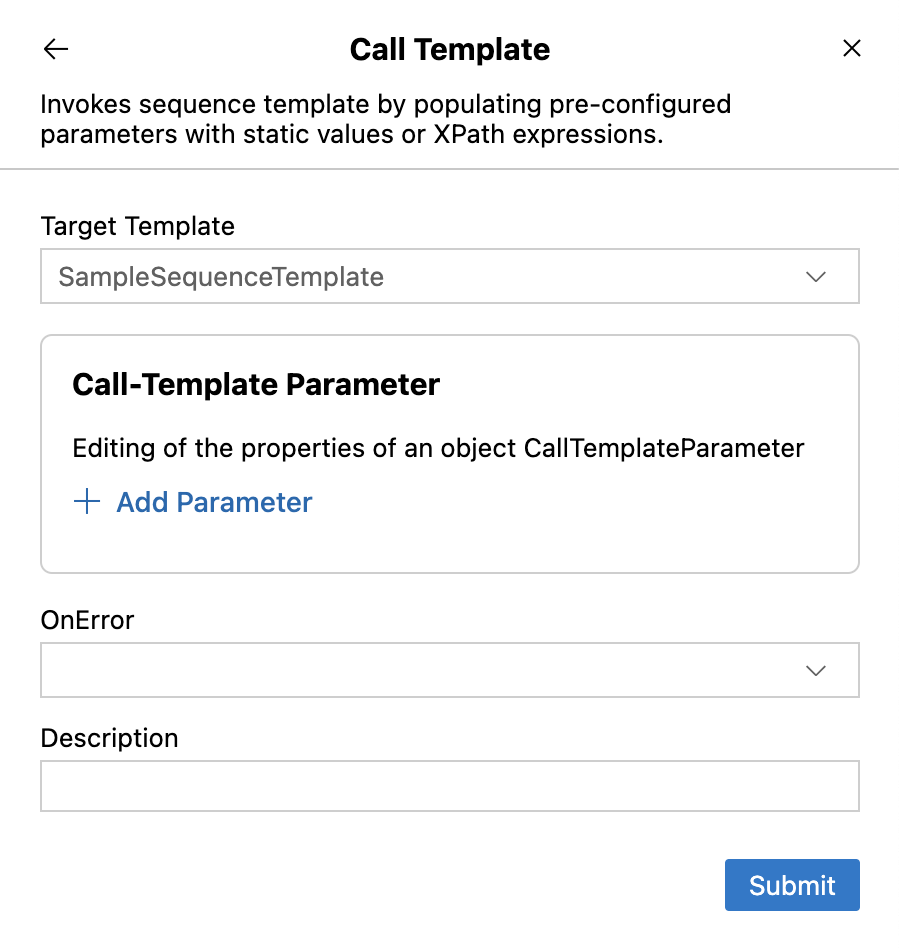 Call Template
Invokes sequence template by populating pre-configured
parameters with static values or XPath expressions.
Target Template
SampleSequenceTemplate
Call-Template Parameter
Editing of the properties of an object CallTemplateParameter
Add Parameter
OnError
Description
Submit